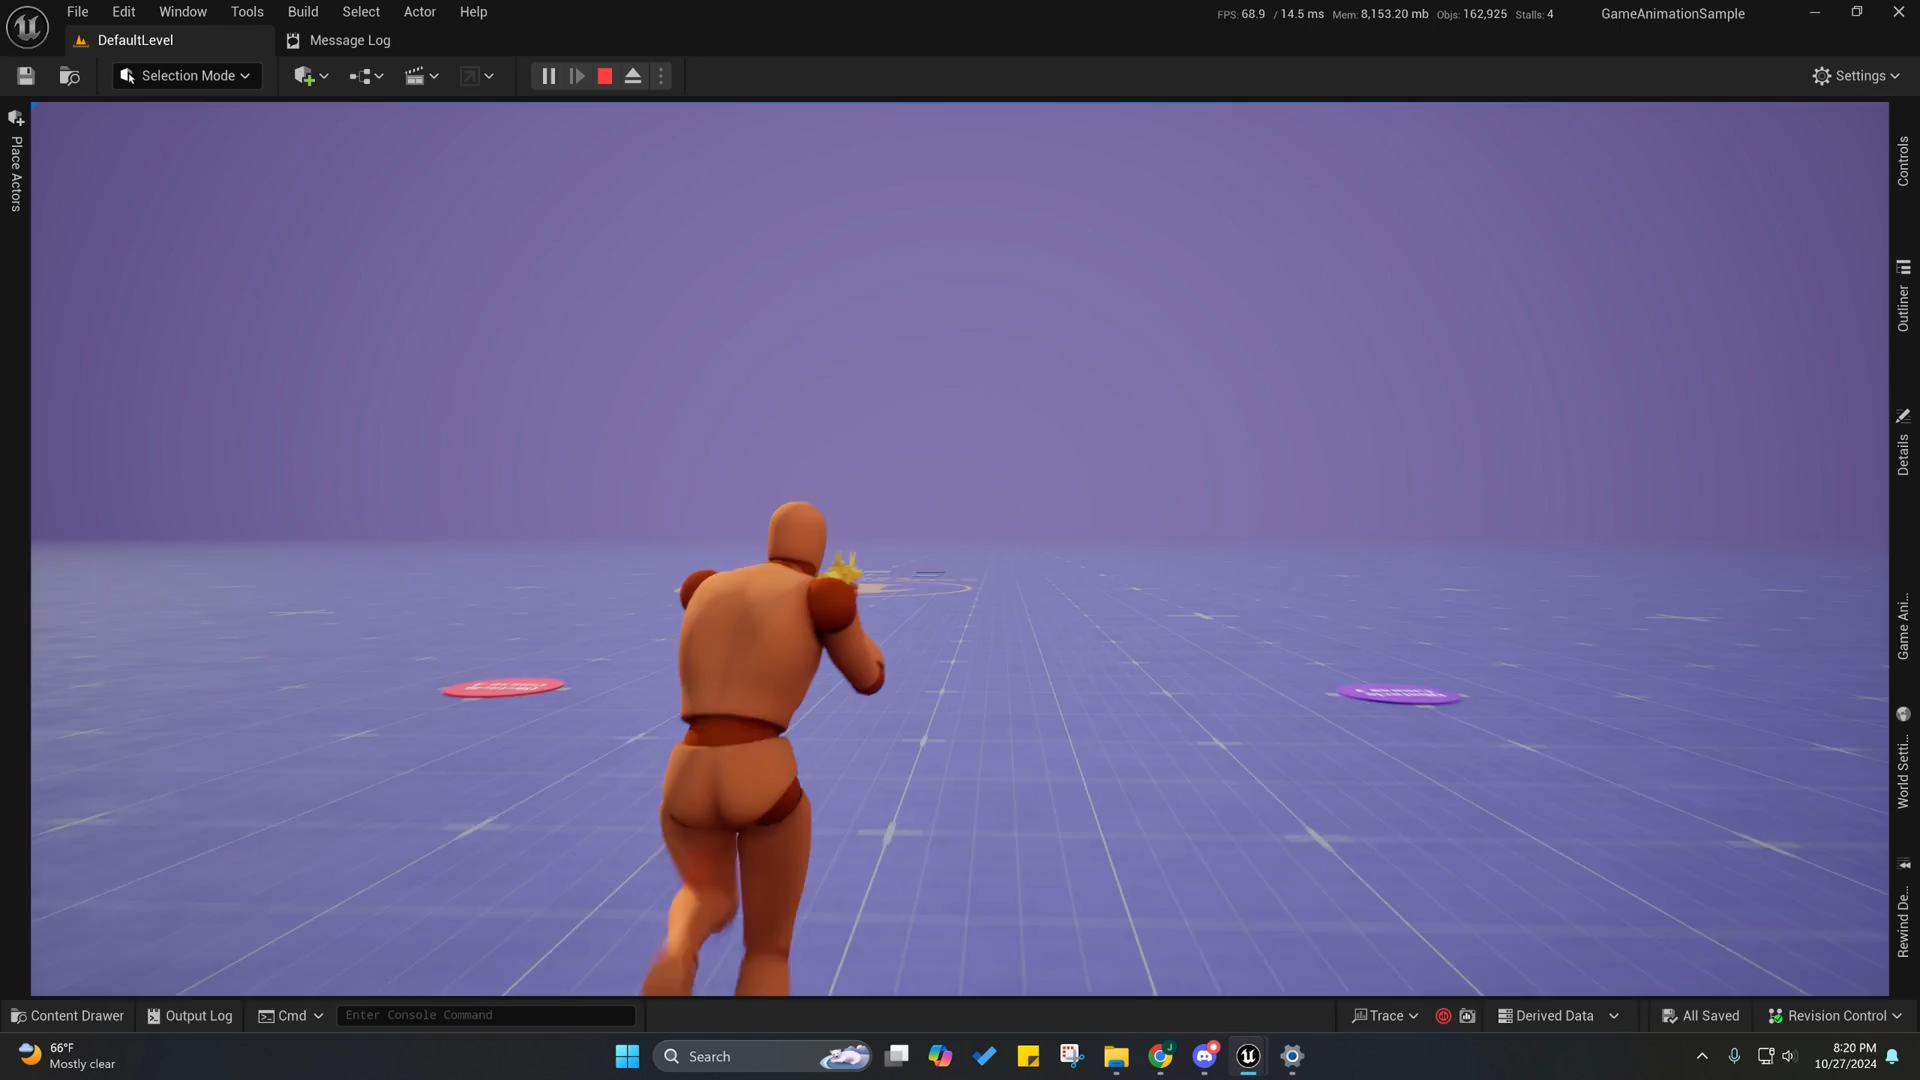 File Edit Window Tools Build Select Actor Help
FPS: 68.9 / 14.5 ms Mem: 8,153.20 mb Objs: 162,925 Stalls: 4
GameAnimationSample
DefaultLevel
Message Log
Selection Mode
Settings
Place Actors
Controls
Outliner
Details
Game Ani...
World Setti...
Rewind De...
Content Drawer
Output Log
Cmd
Enter Console Command
Trace
Derived Data
All Saved
Revision Control
66°F
Mostly clear
Search
8:20 PM
10/27/2024